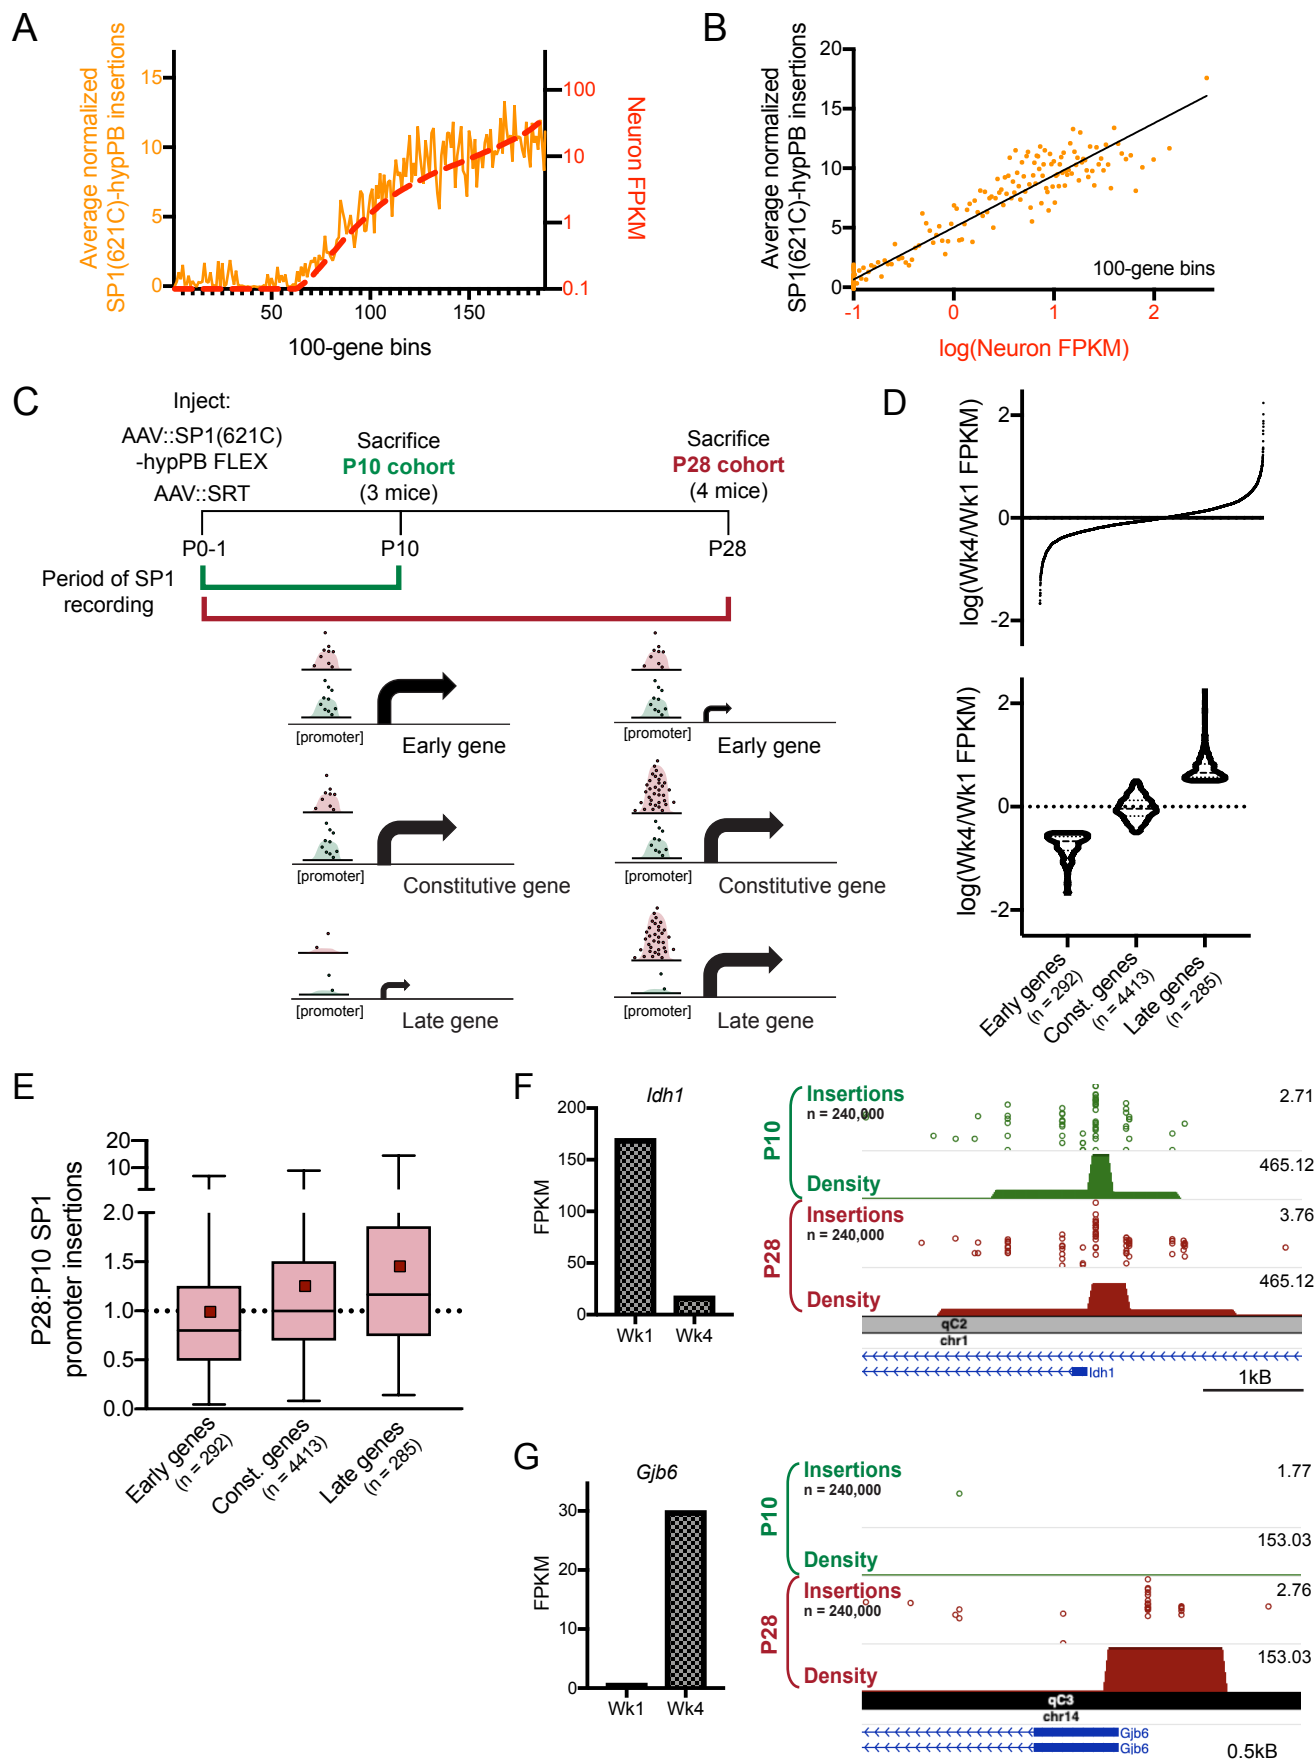 A
Average normalized
SP1(621C)-hypPB insertions
15
10
5
0
100
10
1
0.1
Neuron FPKM
50
100
150
100-gene bins
B
Average normalized
SP1(621C)-hypPB insertions
20
15
10
5
0
100-gene bins
-1
0
1
2
log(Neuron FPKM)
C
Inject:
AAV::SP1(621C)
-hypPB FLEX
AAV::SRT
Sacrifice
P10 cohort
(3 mice)
Sacrifice
P28 cohort
(4 mice)
P0-1
P10
P28
Period of SP1
recording
[promoter]
Early gene
[promoter]
Early gene
[promoter]
Constitutive gene
[promoter]
Constitutive gene
[promoter]
Late gene
[promoter]
Late gene
D
log(Wk4/Wk1 FPKM)
2
0
-2
log(Wk4/Wk1 FPKM)
2
0
-2
Early genes
(n = 292)
Const. genes
(n = 4413)
Late genes
(n = 285)
E
P28:P10 SP1
promoter insertions
20
10
2.0
1.5
1.0
0.5
0.0
Early genes
(n = 292)
Const. genes
(n = 4413)
Late genes
(n = 285)
F
Idh1
FPKM
200
150
100
50
0
Wk1
Wk4
P10
Insertions
n = 240,000
2.71
Density
465.12
P28
Insertions
n = 240,000
3.76
Density
465.12
qC2
chr1
Idh1
1kB
G
Gjb6
FPKM
30
20
10
0
Wk1
Wk4
P10
Insertions
n = 240,000
1.77
Density
153.03
P28
Insertions
n = 240,000
2.76
Density
153.03
qC3
chr14
Gjb6
Gjb6
0.5kB